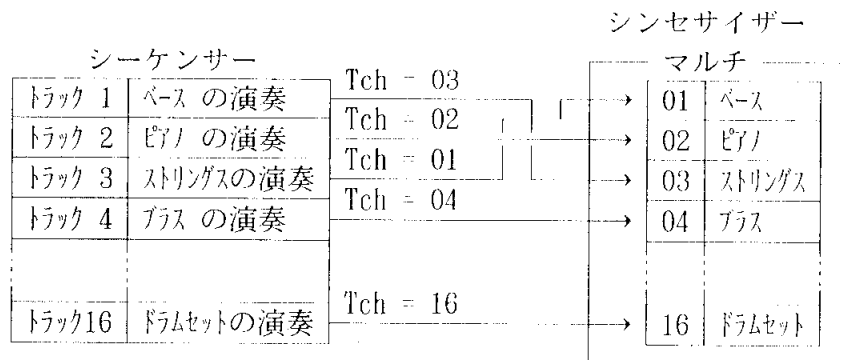 シンセサイザー
シーケンサー
マルチ
トラック 1 ベース の演奏 Tch = 03 01 ベース
トラック 2 ピアノ の演奏 Tch = 02 02 ピアノ
トラック 3 ストリングスの演奏 Tch = 01 03 ストリングス
トラック 4 ブラス の演奏 Tch = 04 04 ブラス
トラック16 ドラムセットの演奏 Tch = 16 16 ドラムセット